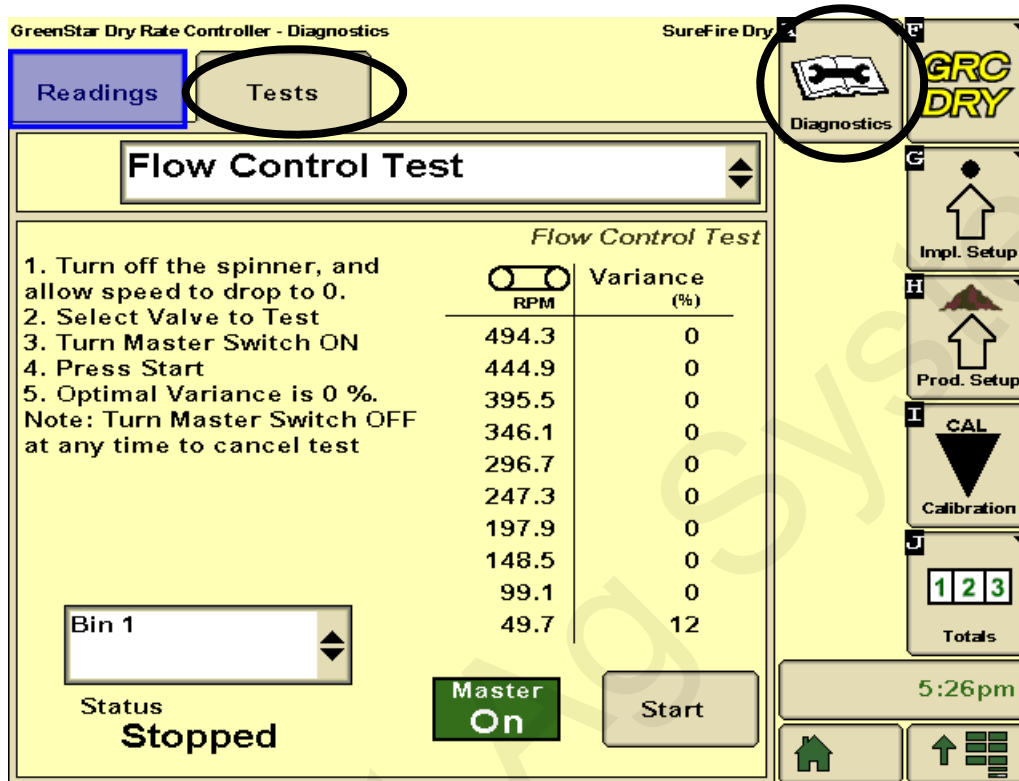 GreenStar Dry Rate Controller - Diagnostics
SureFire Dry
Readings
Tests
Diagnostics
F
GRC
DRY
Flow Control Test
G
Impl. Setup
Flow Control Test
1. Turn off the spinner, and
allow speed to drop to 0.
2. Select Valve to Test
3. Turn Master Switch ON
4. Press Start
5. Optimal Variance is 0 %.
Note: Turn Master Switch OFF
at any time to cancel test
RPM Variance (%)
494.3 0
444.9 0
395.5 0
346.1 0
296.7 0
247.3 0
197.9 0
148.5 0
99.1 0
49.7 12
H
Prod. Setup
I
CAL
Calibration
J
1 2 3
Totals
Bin 1
Status
Stopped
Master
On
Start
5:26pm